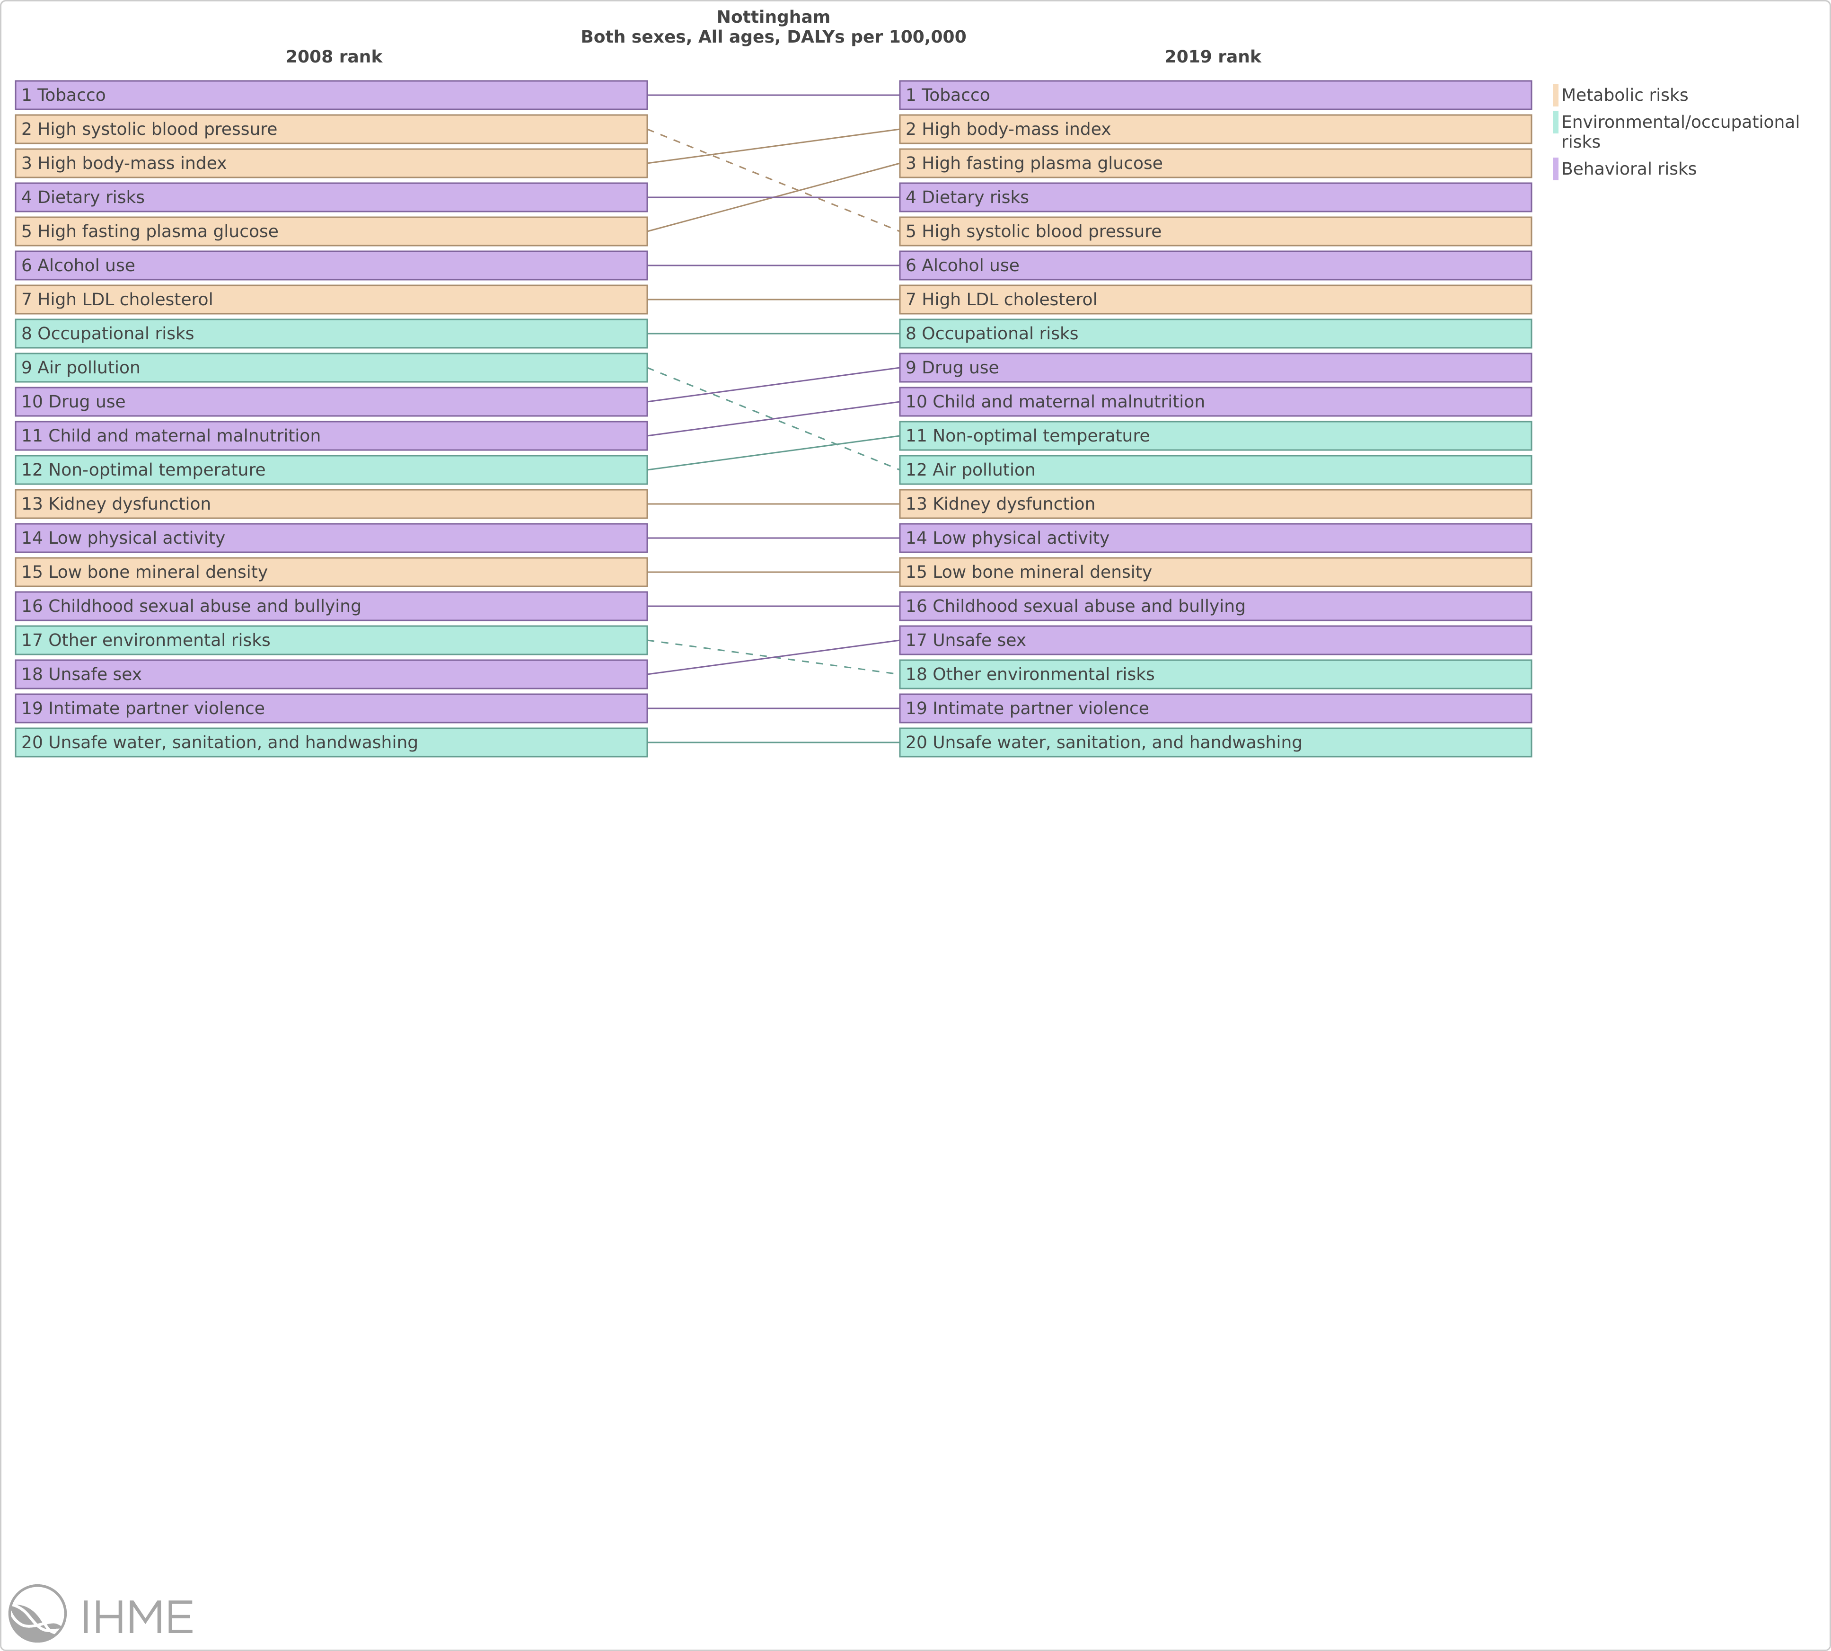 Nottingham
Both sexes, All ages, DALYs per 100,000
2008 rank
2019 rank
1 Tobacco
2 High systolic blood pressure
3 High body-mass index
4 Dietary risks
5 High fasting plasma glucose
6 Alcohol use
7 High LDL cholesterol
8 Occupational risks
9 Air pollution
10 Drug use
11 Child and maternal malnutrition
12 Non-optimal temperature
13 Kidney dysfunction
14 Low physical activity
15 Low bone mineral density
16 Childhood sexual abuse and bullying
17 Other environmental risks
18 Unsafe sex
19 Intimate partner violence
20 Unsafe water, sanitation, and handwashing
1 Tobacco
2 High body-mass index
3 High fasting plasma glucose
4 Dietary risks
5 High systolic blood pressure
6 Alcohol use
7 High LDL cholesterol
8 Occupational risks
9 Drug use
10 Child and maternal malnutrition
11 Non-optimal temperature
12 Air pollution
13 Kidney dysfunction
14 Low physical activity
15 Low bone mineral density
16 Childhood sexual abuse and bullying
17 Unsafe sex
18 Other environmental risks
19 Intimate partner violence
20 Unsafe water, sanitation, and handwashing
Metabolic risks
Environmental/occupational
risks
Behavioral risks
IHME